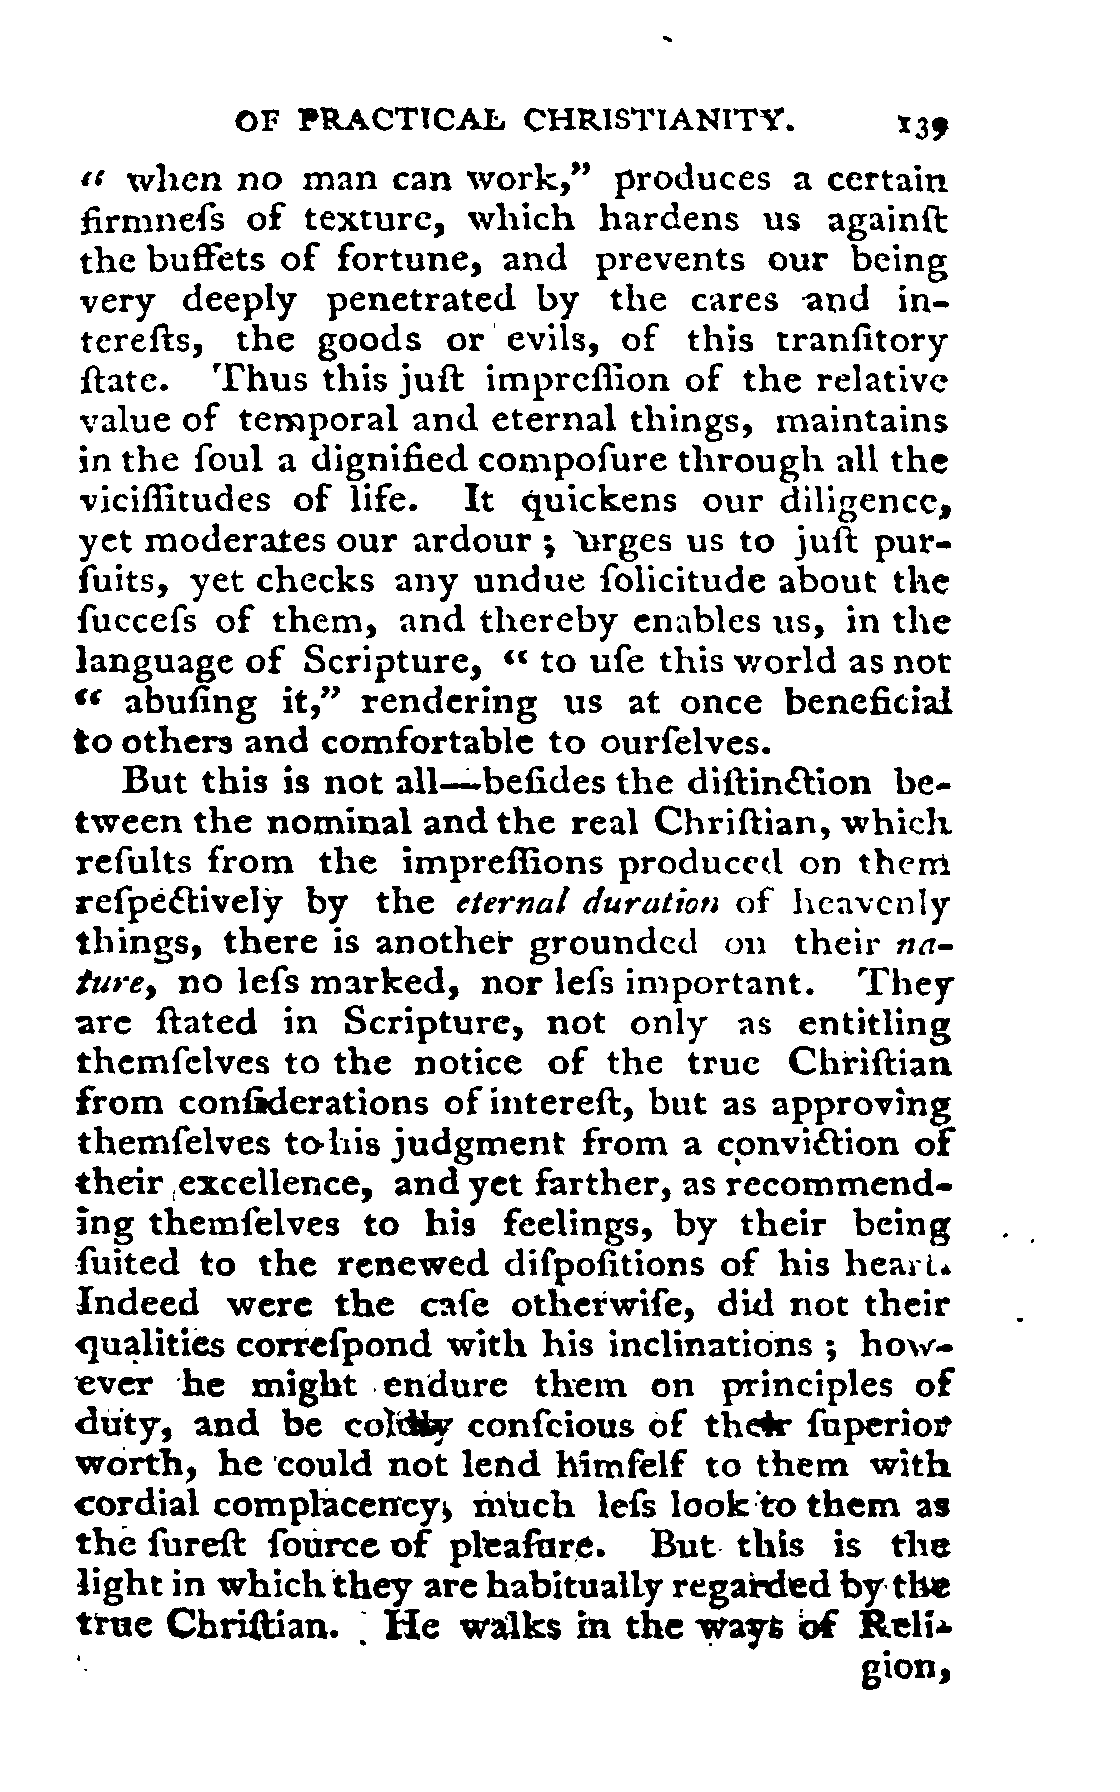 OF PRACTICAL CHRISTIANITY. 139
“ when no man can work,” produces a certain
firmneſs of texture, which hardens us againſt
the buffets of fortune, and prevents our being
very deeply penetrated by the cares and in-
tereſts, the goods or evils, of this tranſitory
ſtate. Thus this juſt impreſſion of the relative
value of temporal and eternal things, maintains
in the ſoul a dignified compoſure through all the
viciſſitudes of life. It quickens our diligence,
yet moderates our ardour ; urges us to juſt pur-
ſuits, yet checks any undue ſolicitude about the
ſucceſs of them, and thereby enables us, in the
language of Scripture, “ to uſe this world as not
“ abuſing it,” rendering us at once beneficial
to others and comfortable to ourſelves.
But this is not all—beſides the diſtinction be-
tween the nominal and the real Chriſtian, which
reſults from the impreſſions produced on them
reſpectively by the eternal duration of heavenly
things, there is another grounded on their na-
ture, no leſs marked, nor leſs important. They
are ſtated in Scripture, not only as entitling
themſelves to the notice of the true Chriſtian
from conſiderations of intereſt, but as approving
themſelves to his judgment from a conviction of
their excellence, and yet farther, as recommend-
ing themſelves to his feelings, by their being
ſuited to the renewed diſpoſitions of his heart.
Indeed were the caſe otherwiſe, did not their
qualities correſpond with his inclinations ; how-
ever he might endure them on principles of
duty, and be coldly conſcious of their ſuperior
worth, he could not lend himſelf to them with
cordial complacency, much leſs look to them as
the ſureſt ſource of pleaſure. But this is the
light in which they are habitually regarded by the
true Chriſtian. He walks in the ways of Reli-
gion,